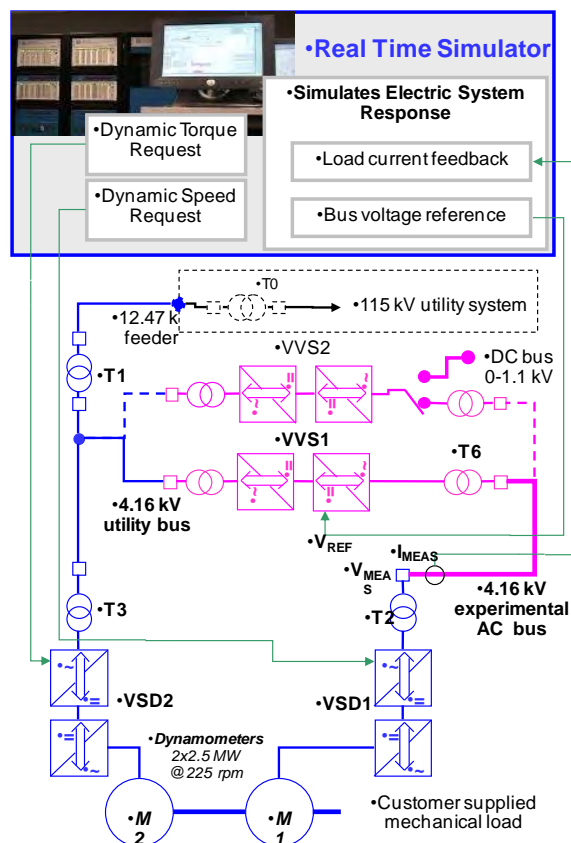 •Real Time Simulator
•Simulates Electric System
Response
•Dynamic Torque
Request
•Load current feedback
•Dynamic Speed
Request
•Bus voltage reference
•T0
•115 kV utility system
•12.47 k
feeder
•VVS2
•DC bus
0-1.1 kV
•T1
•VVS1
•T6
•4.16 kV
utility bus
•VREF
•IMEAS
•VMEA
S
•4.16 kV
experimental
AC bus
•T3
•T2
•~
•=
•~
•=
•VSD2
•VSD1
•=
•~
•=
•~
•Dynamometers
2x2.5 MW
@225 rpm
•M
2
•M
1
•Customer supplied
mechanical load